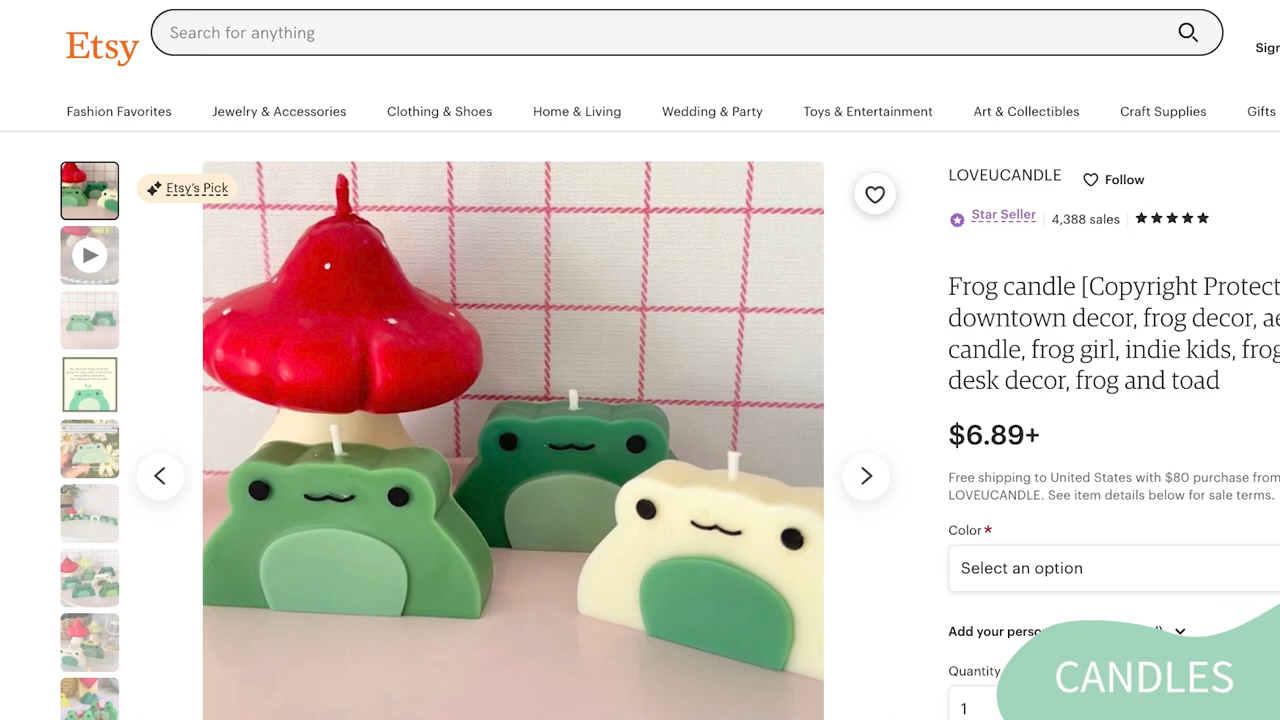 Etsy
Search for anything
Sign
Fashion Favorites
Jewelry & Accessories
Clothing & Shoes
Home & Living
Wedding & Party
Toys & Entertainment
Art & Collectibles
Craft Supplies
Gifts
Etsy's Pick
LOVEUCANDLE
Follow
Star Seller
4,388 sales
Frog candle [Copyright Protect
downtown decor, frog decor, ae
candle, frog girl, indie kids, frog
desk decor, frog and toad
$6.89+
Free shipping to United States with $80 purchase from
LOVEUCANDLE. See item details below for sale terms.
Color *
Select an option
Add your perso
Quantity
1
CANDLES